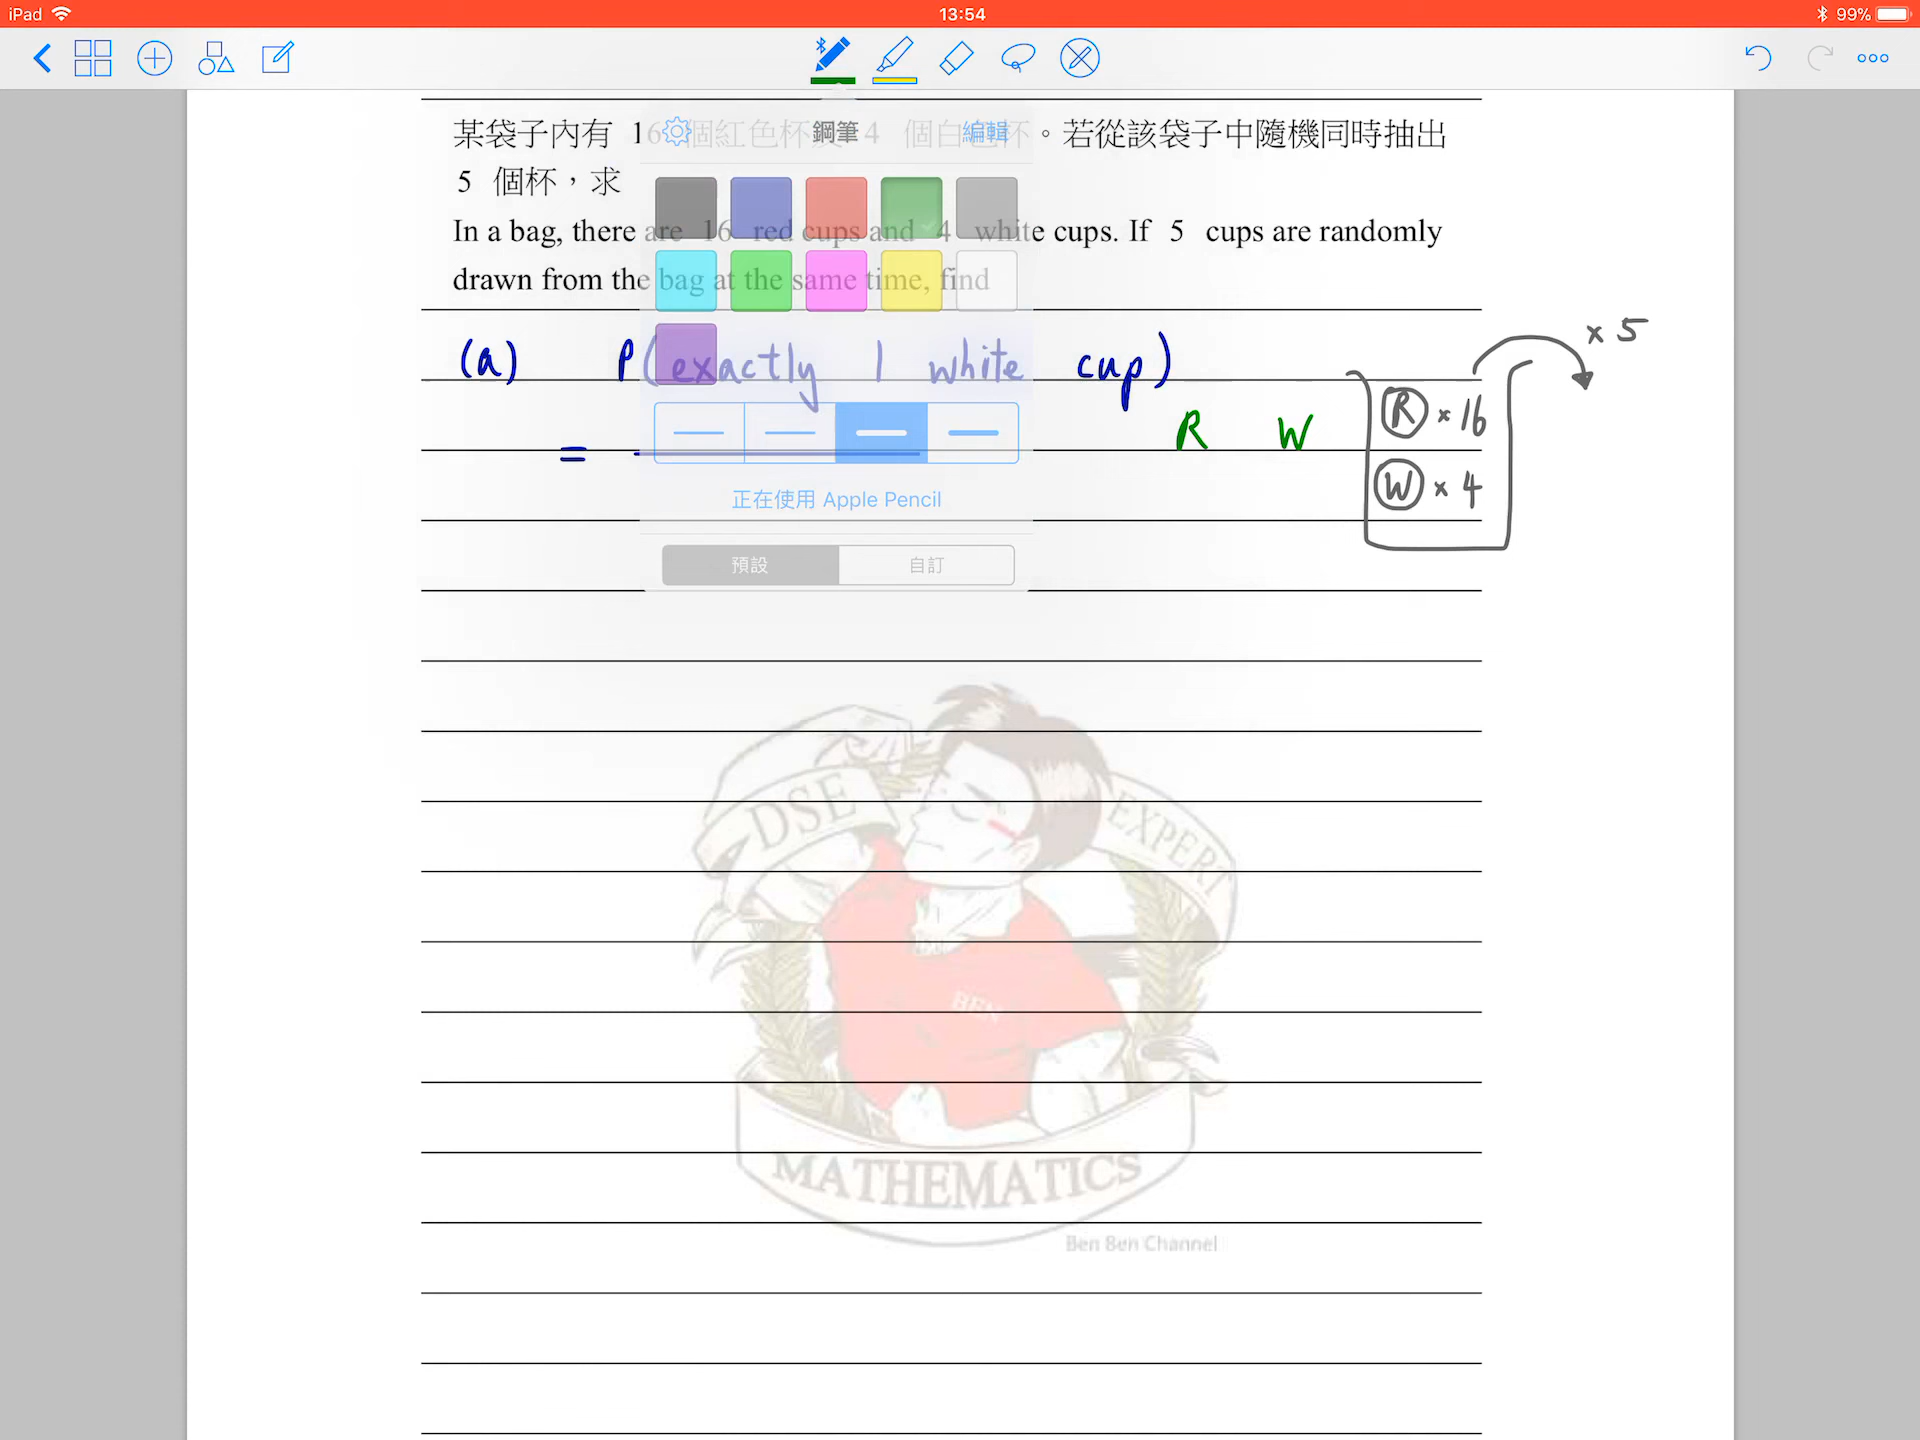 iPad 13:54 99%
某袋子內有 16 個紅色杯及 4 個白色杯。若從該袋子中隨機同時抽出
鋼筆 編輯
5 個杯,求
In a bag, there are 16 red cups and 4 white cups. If 5 cups are randomly
drawn from the bag at the same time, find
(a) P(exactly 1 white cup)
× 5
=
R W
R × 16
W × 4
正在使用 Apple Pencil
預設 自訂
DSE EXPERT
BEN
MATHEMATICS
Ben Ben Channel